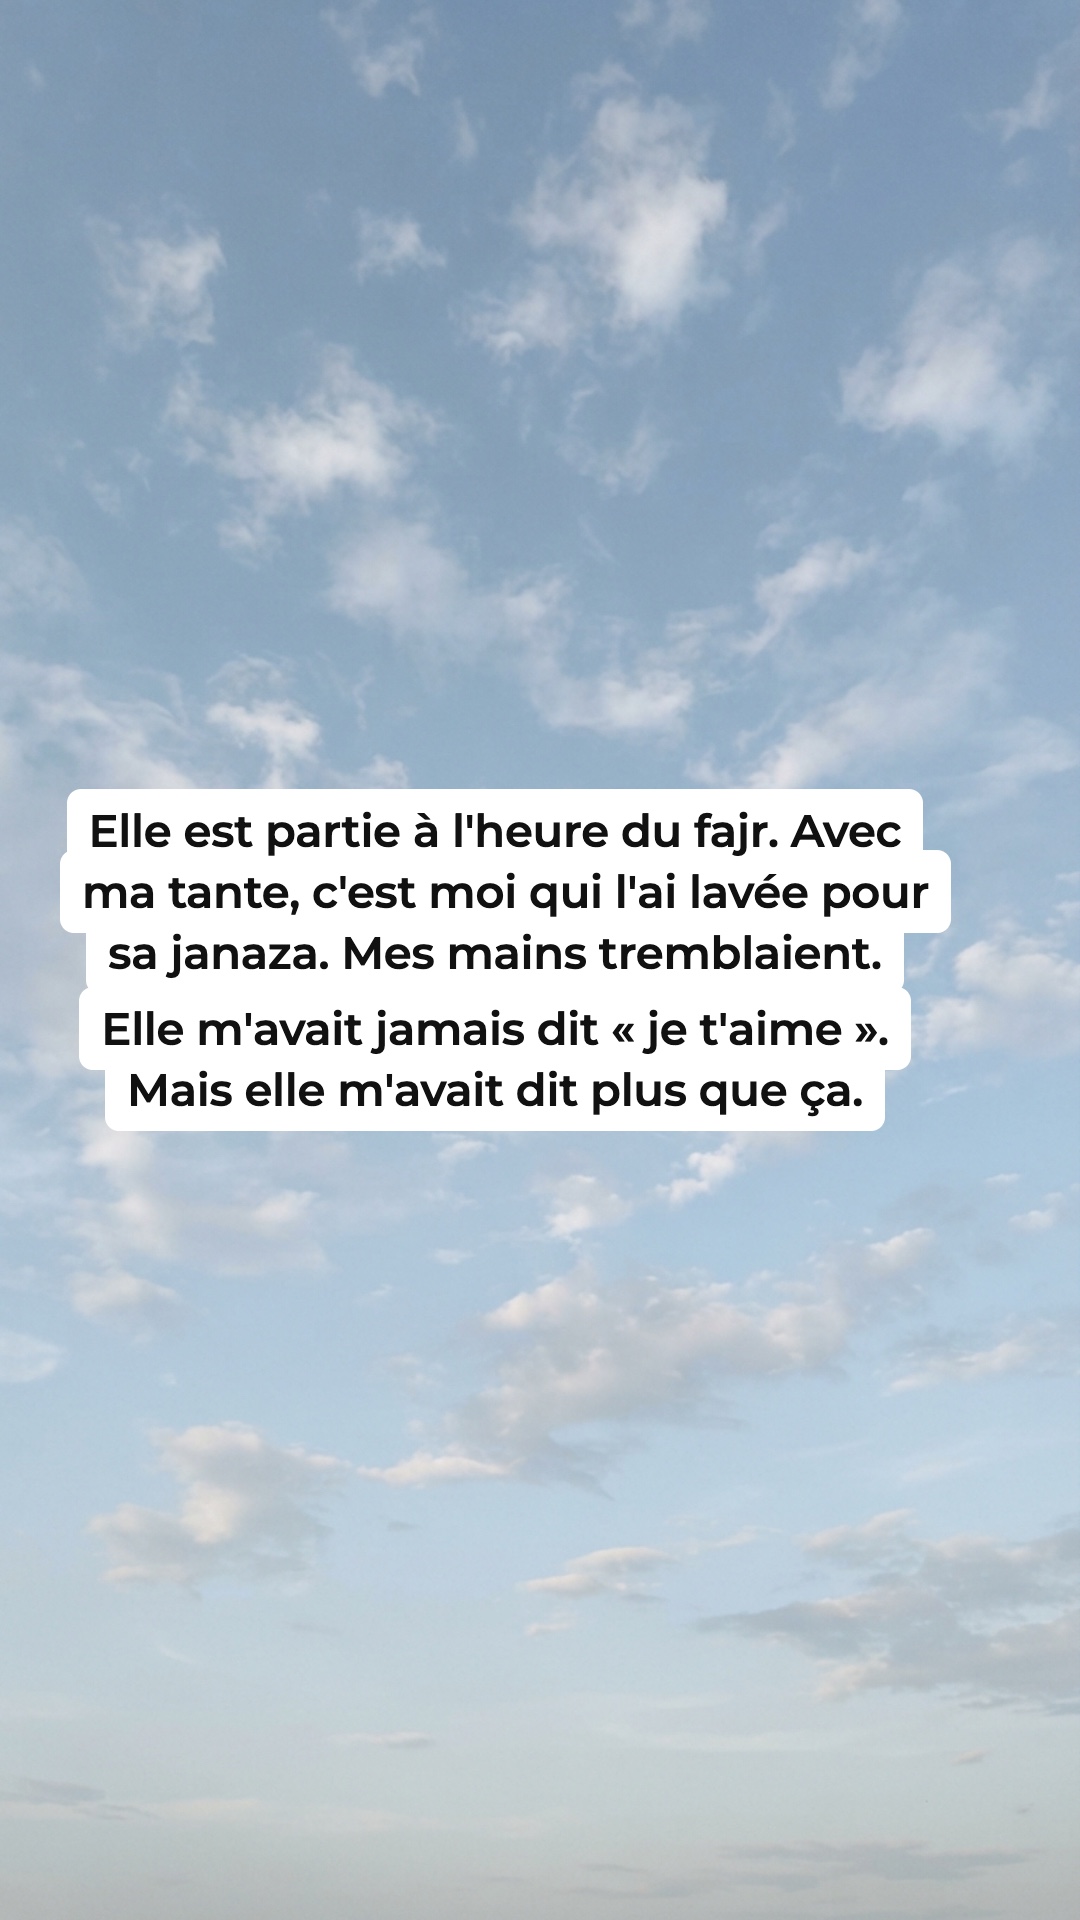 Elle est partie à l'heure du fajr. Avec
ma tante, c'est moi qui l'ai lavée pour
sa janaza. Mes mains tremblaient.
Elle m'avait jamais dit « je t'aime ».
Mais elle m'avait dit plus que ça.